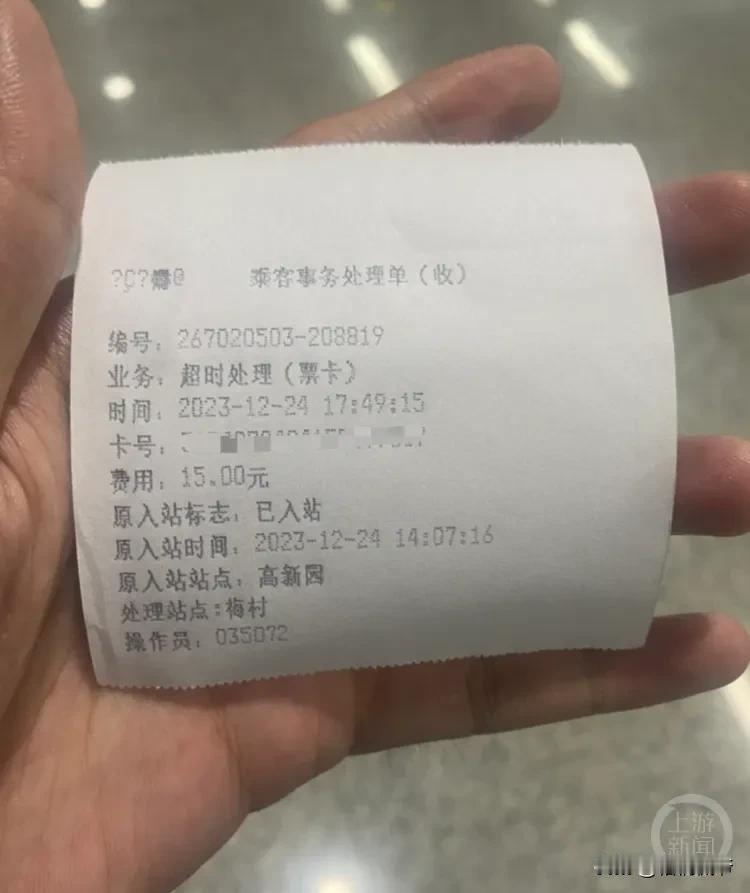 乘客事务处理单（收）
编号：267020503-208819
业务：超时处理（票卡）
时间：2023-12-24 17:49:15
卡号：
费用：15.00元
原入站标志：已入站
原入站时间：2023-12-24 14:07:16
原入站站点：高新园
处理站点:梅村
操作员：035072
上游
新闻